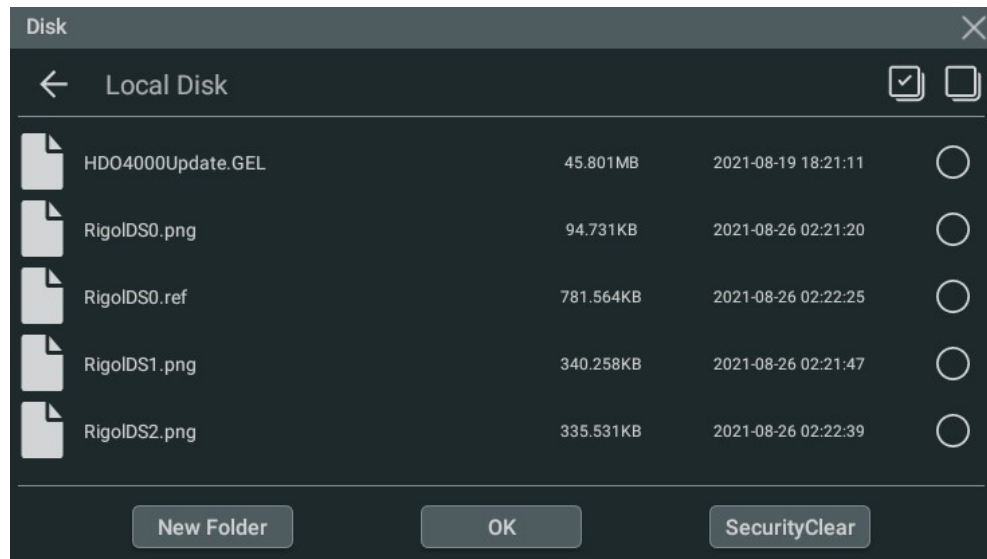 Disk
Local Disk
HDO4000Update.GEL 45.801MB 2021-08-19 18:21:11
RigolDS0.png 94.731KB 2021-08-26 02:21:20
RigolDS0.ref 781.564KB 2021-08-26 02:22:25
RigolDS1.png 340.258KB 2021-08-26 02:21:47
RigolDS2.png 335.531KB 2021-08-26 02:22:39
New Folder OK SecurityClear